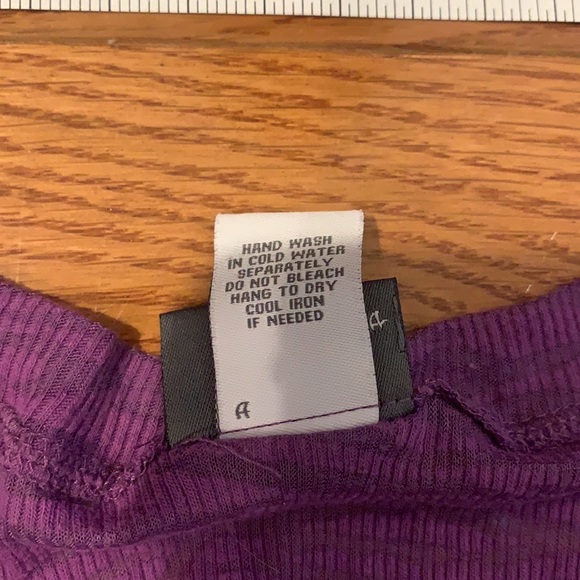 HAND WASH
IN COLD WATER
SEPARATELY
DO NOT BLEACH
HANG TO DRY
COOL IRON
IF NEEDED
A
A